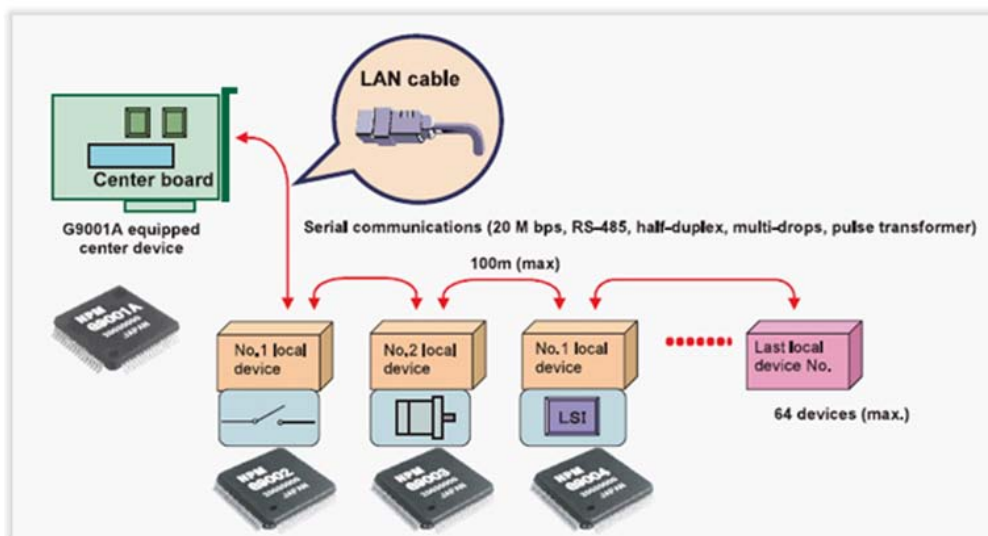 LAN cable
Center board
G9001A equipped
center device
Serial communications (20 M bps, RS-485, half-duplex, multi-drops, pulse transformer)
100m (max)
NPM
G9001A
JAPAN
No.1 local
device
No.2 local
device
No.1 local
device
Last local
device No.
LSI
64 devices (max.)
NPM
G9002
JAPAN
NPM
G9003
JAPAN
NPM
G9004
JAPAN